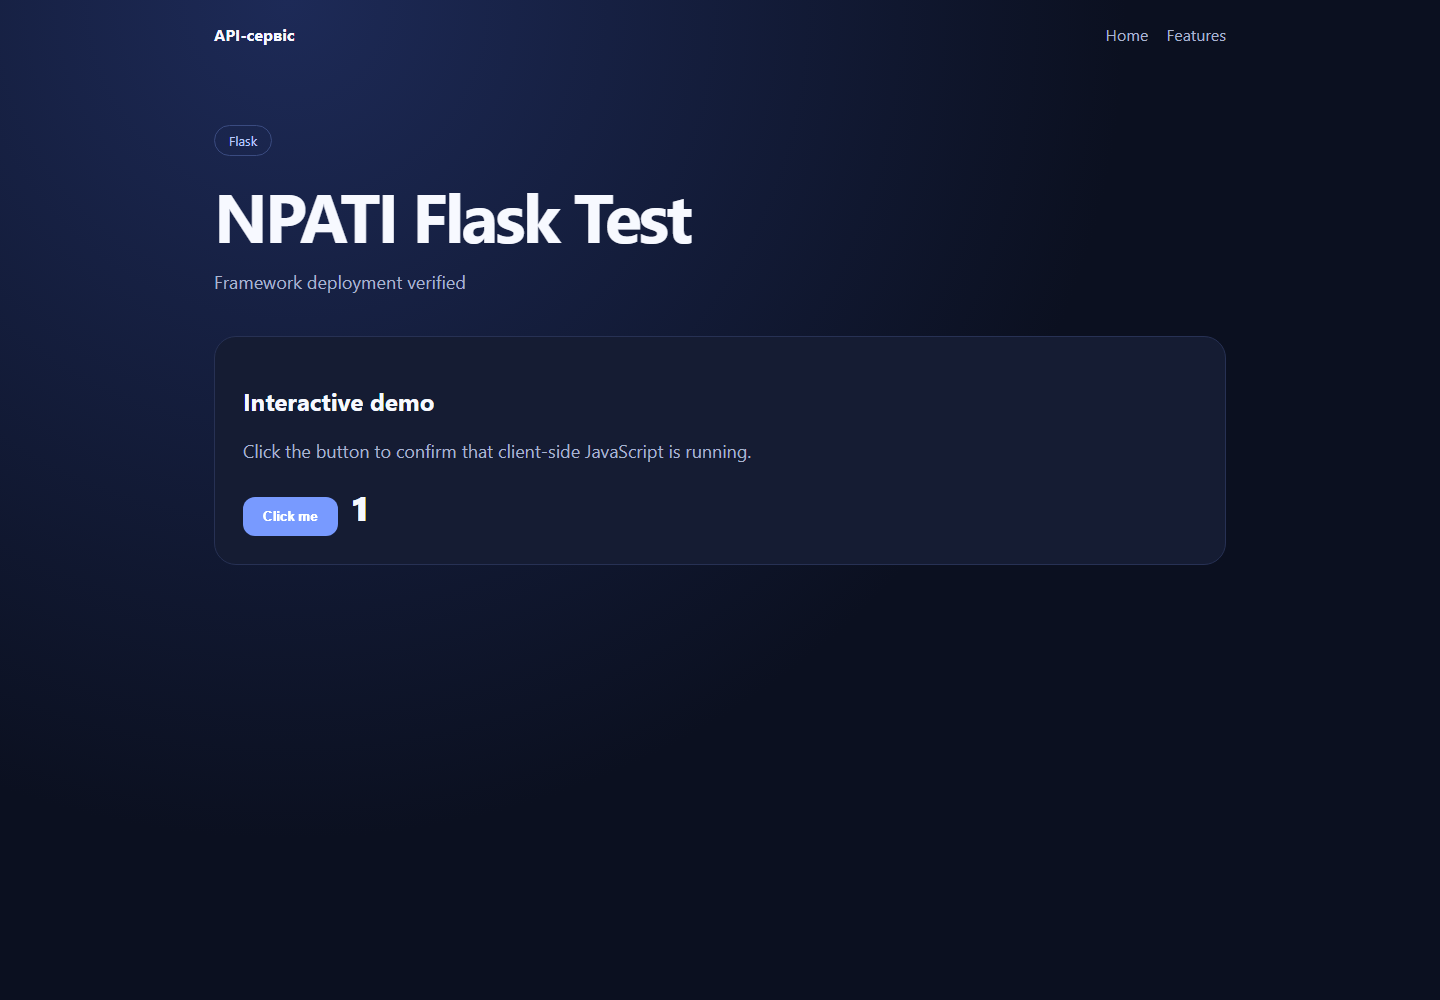 API-сервіс
Home Features
Flask
NPATI Flask Test
Framework deployment verified
Interactive demo
Click the button to confirm that client-side JavaScript is running.
Click me 1